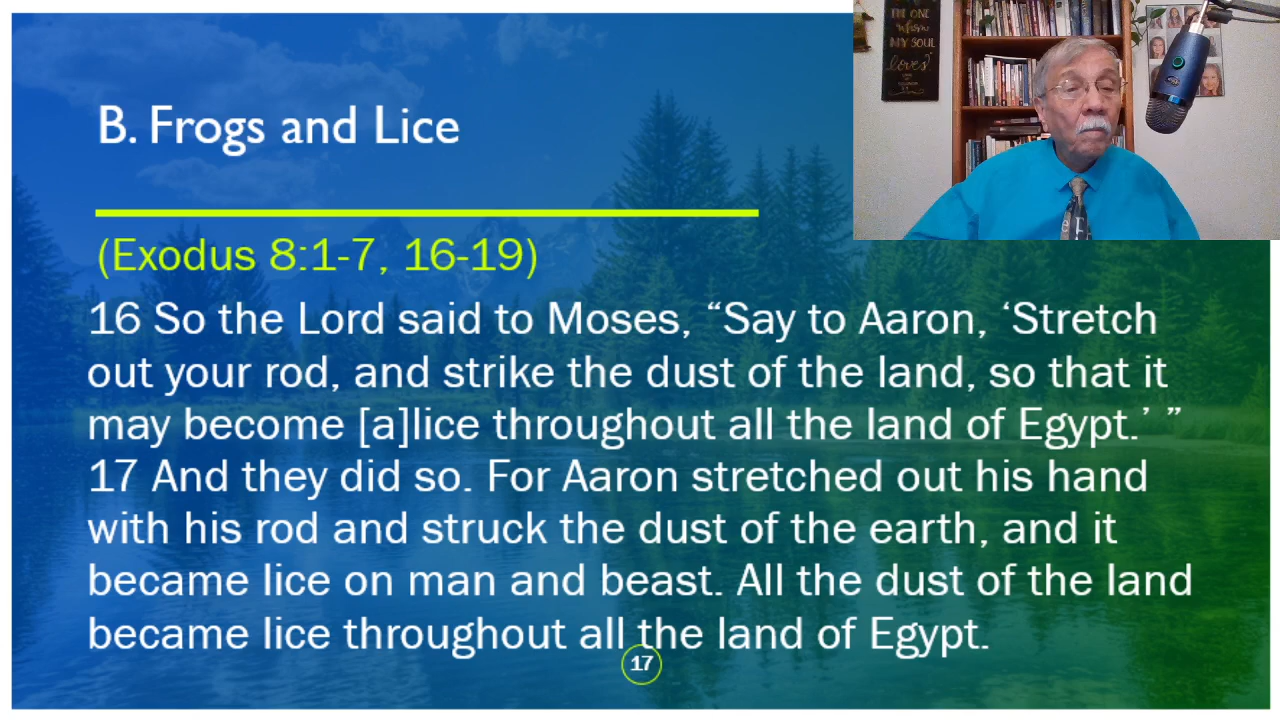 B. Frogs and Lice
(Exodus 8:1-7, 16-19)
16 So the Lord said to Moses, “Say to Aaron, ‘Stretch
out your rod, and strike the dust of the land, so that it
may become [a]lice throughout all the land of Egypt.’ ”
17 And they did so. For Aaron stretched out his hand
with his rod and struck the dust of the earth, and it
became lice on man and beast. All the dust of the land
became lice throughout all the land of Egypt.
17
MY SOUL
loves